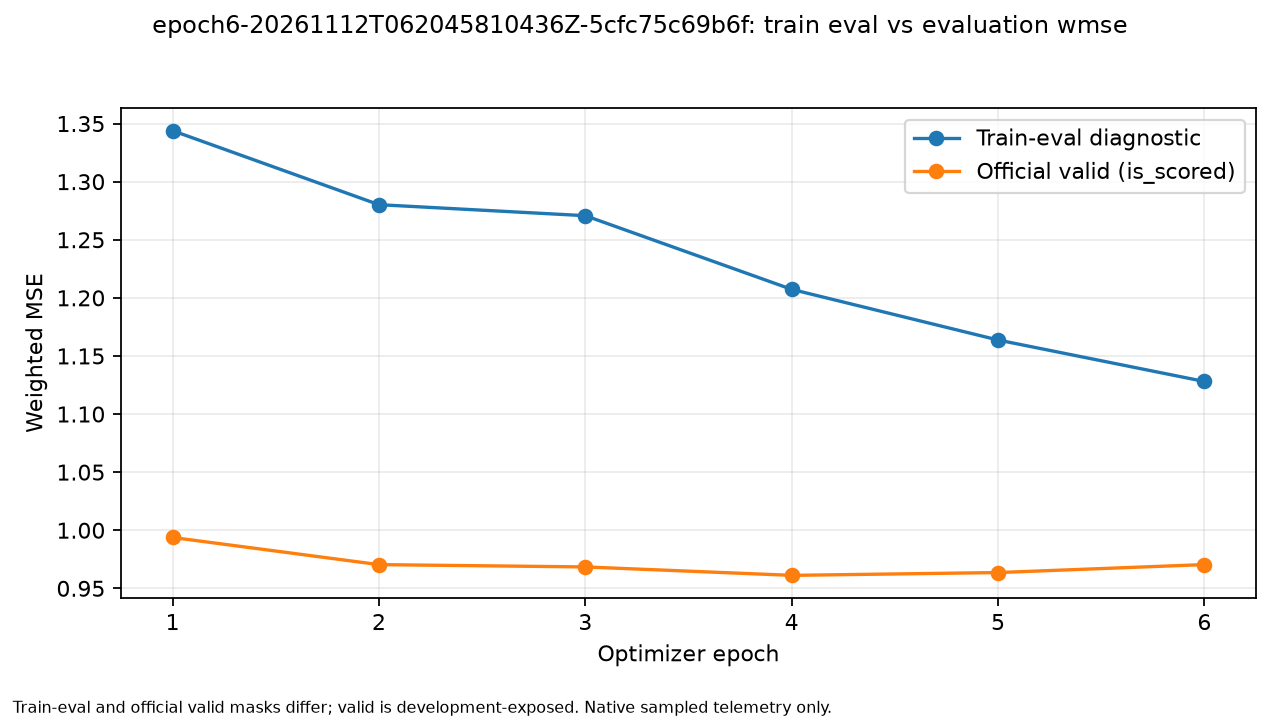 epoch6-20261112T062045810436Z-5cfc75c69b6f: train eval vs evaluation wmse
Train-eval diagnostic
Official valid (is_scored)
Weighted MSE
1.35
1.30
1.25
1.20
1.15
1.10
1.05
1.00
0.95
1 2 3 4 5 6
Optimizer epoch
Train-eval and official valid masks differ; valid is development-exposed. Native sampled telemetry only.